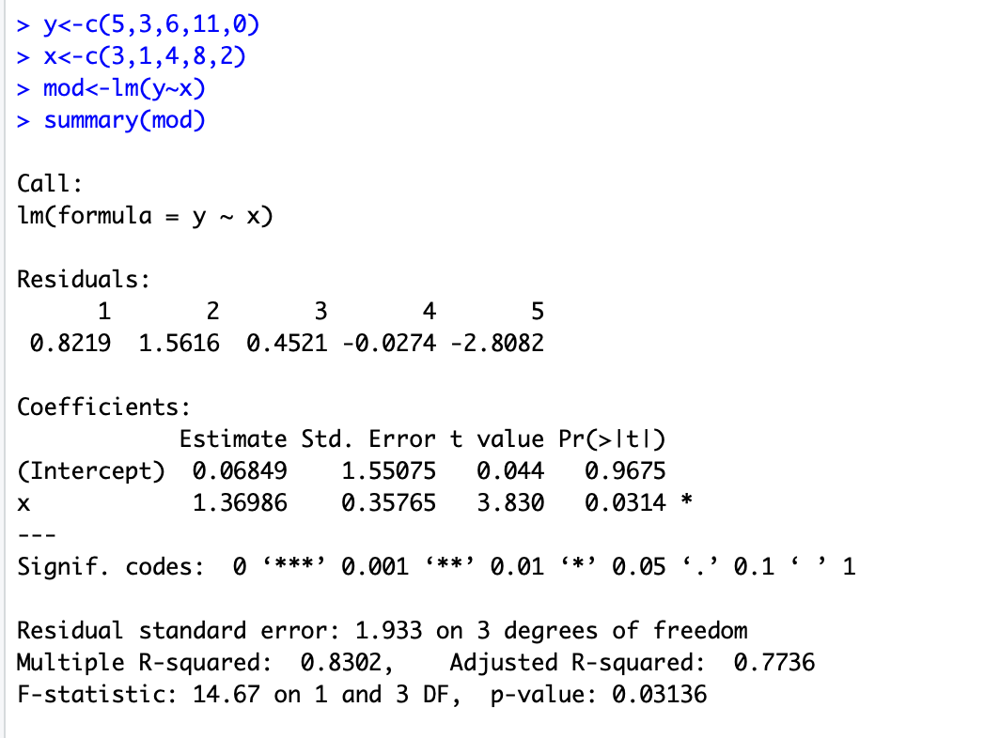 > y<-c(5,3,6,11,0)
> x<-c(3,1,4,8,2)
> mod<-lm(y~x)
> summary(mod)
Call:
lm(formula = y ~ x)
Residuals:
      1       2       3       4       5
 0.8219  1.5616  0.4521 -0.0274 -2.8082
Coefficients:
            Estimate Std. Error t value Pr(>|t|)
(Intercept)  0.06849    1.55075   0.044   0.9675
x            1.36986    0.35765   3.830   0.0314 *
---
Signif. codes:  0 ‘***’ 0.001 ‘**’ 0.01 ‘*’ 0.05 ‘.’ 0.1 ‘ ’ 1
Residual standard error: 1.933 on 3 degrees of freedom
Multiple R-squared:  0.8302,    Adjusted R-squared:  0.7736
F-statistic: 14.67 on 1 and 3 DF,  p-value: 0.03136